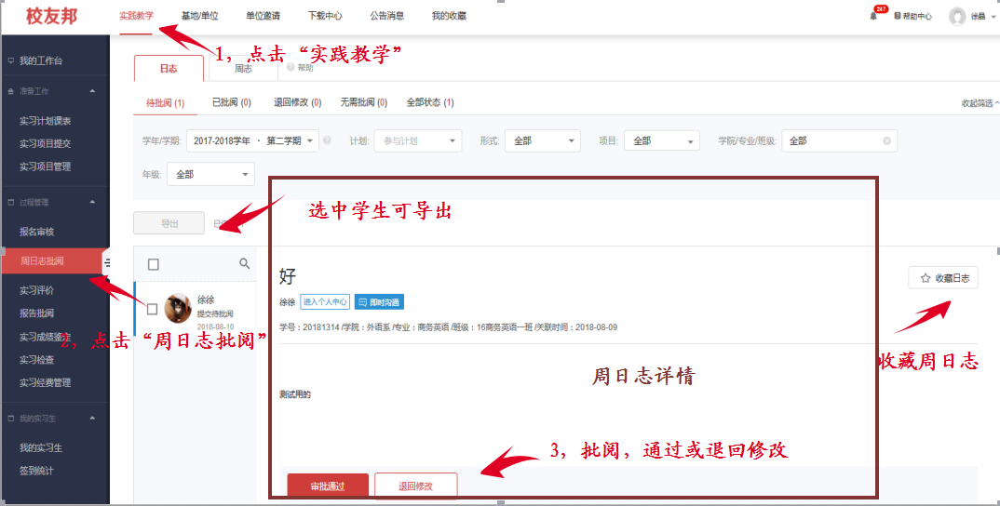 校友邦
实践教学 基地/单位 单位邀请 下载中心 公告消息 我的收藏
247 帮助中心 徐晶
1，点击“实践教学”
我的工作台
准备工作
实习计划课表
实习项目提交
实习项目管理
过程管理
报名审核
周日志批阅
实习评价
报告批阅
实习成绩鉴定
实习检查
实习经费管理
我的实习生
我的实习生
签到统计
2，点击“周日志批阅”
日志 周志 帮助
待批阅 (1) 已批阅 (0) 退回修改 (0) 无需批阅 (0) 全部状态 (1) 收起筛选
学年/学期: 2017-2018学年 · 第二学期 计划: 参与计划 形式: 全部 项目: 全部 学院/专业/班级: 全部
年级: 全部
导出
选中学生可导出
徐徐
提交待批阅
2018-08-10
好
收藏日志
徐徐 进入个人中心 即时沟通
学号：20181314 /学院：外语系 /专业：商务英语 /班级：16商务英语一班 /关联时间：2018-08-09
收藏周日志
周日志详情
测试用的
3，批阅，通过或退回修改
审批通过 退回修改